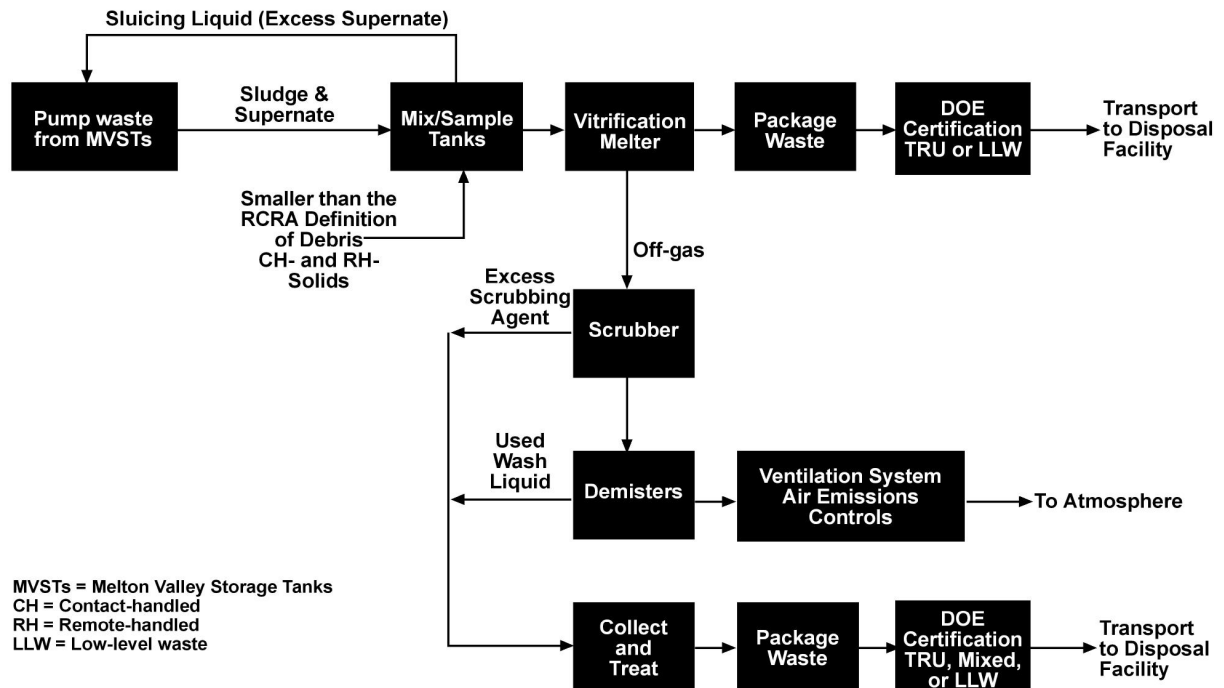 Sluicing Liquid (Excess Supernate)
Pump waste
from MVSTs
Sludge &
Supernate
Mix/Sample
Tanks
Vitrification
Melter
Package
Waste
DOE
Certification
TRU or LLW
Transport
to Disposal
Facility
Smaller than the
RCRA Definition
of Debris
CH- and RH-
Solids
Off-gas
Excess
Scrubbing
Agent
Scrubber
Used
Wash
Liquid
Demisters
Ventilation System
Air Emissions
Controls
To Atmosphere
MVSTs = Melton Valley Storage Tanks
CH = Contact-handled
RH = Remote-handled
LLW = Low-level waste
Collect
and
Treat
Package
Waste
DOE
Certification
TRU, Mixed,
or LLW
Transport
to Disposal
Facility